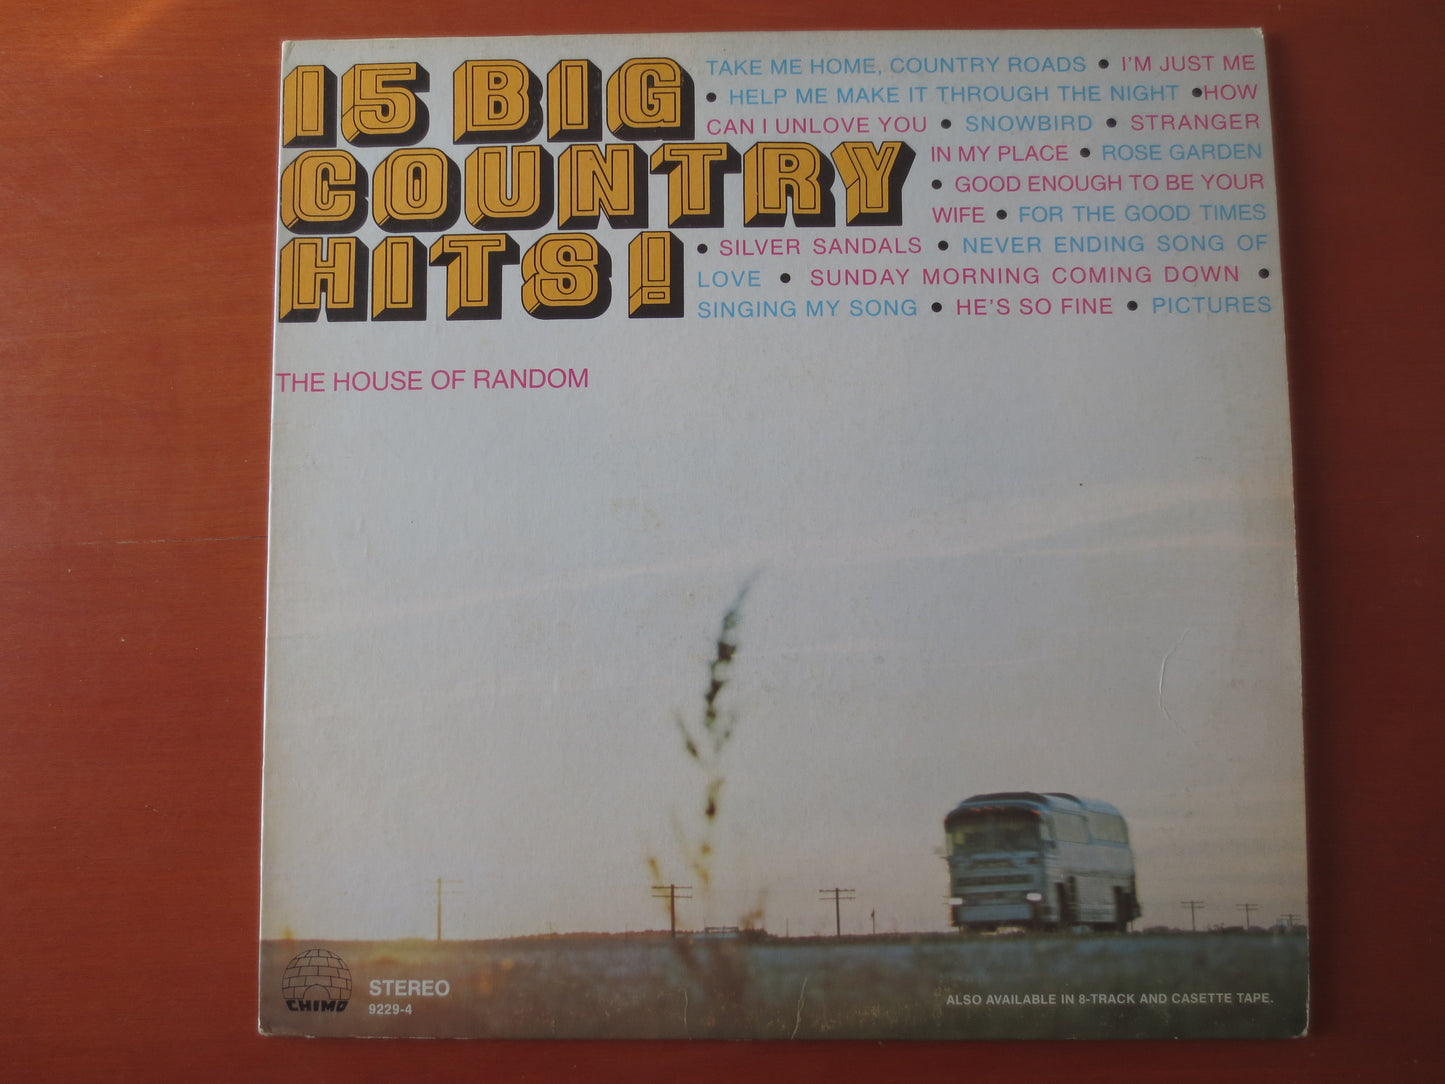 15 BIG
COUNTRY
HITS!
TAKE ME HOME, COUNTRY ROADS • I'M JUST ME
• HELP ME MAKE IT THROUGH THE NIGHT • HOW
CAN I UNLOVE YOU • SNOWBIRD • STRANGER
IN MY PLACE • ROSE GARDEN
• GOOD ENOUGH TO BE YOUR
WIFE • FOR THE GOOD TIMES
• SILVER SANDALS • NEVER ENDING SONG OF
LOVE • SUNDAY MORNING COMING DOWN •
SINGING MY SONG • HE'S SO FINE • PICTURES
THE HOUSE OF RANDOM
CHIMO
STEREO
9229-4
ALSO AVAILABLE IN 8-TRACK AND CASETTE TAPE.